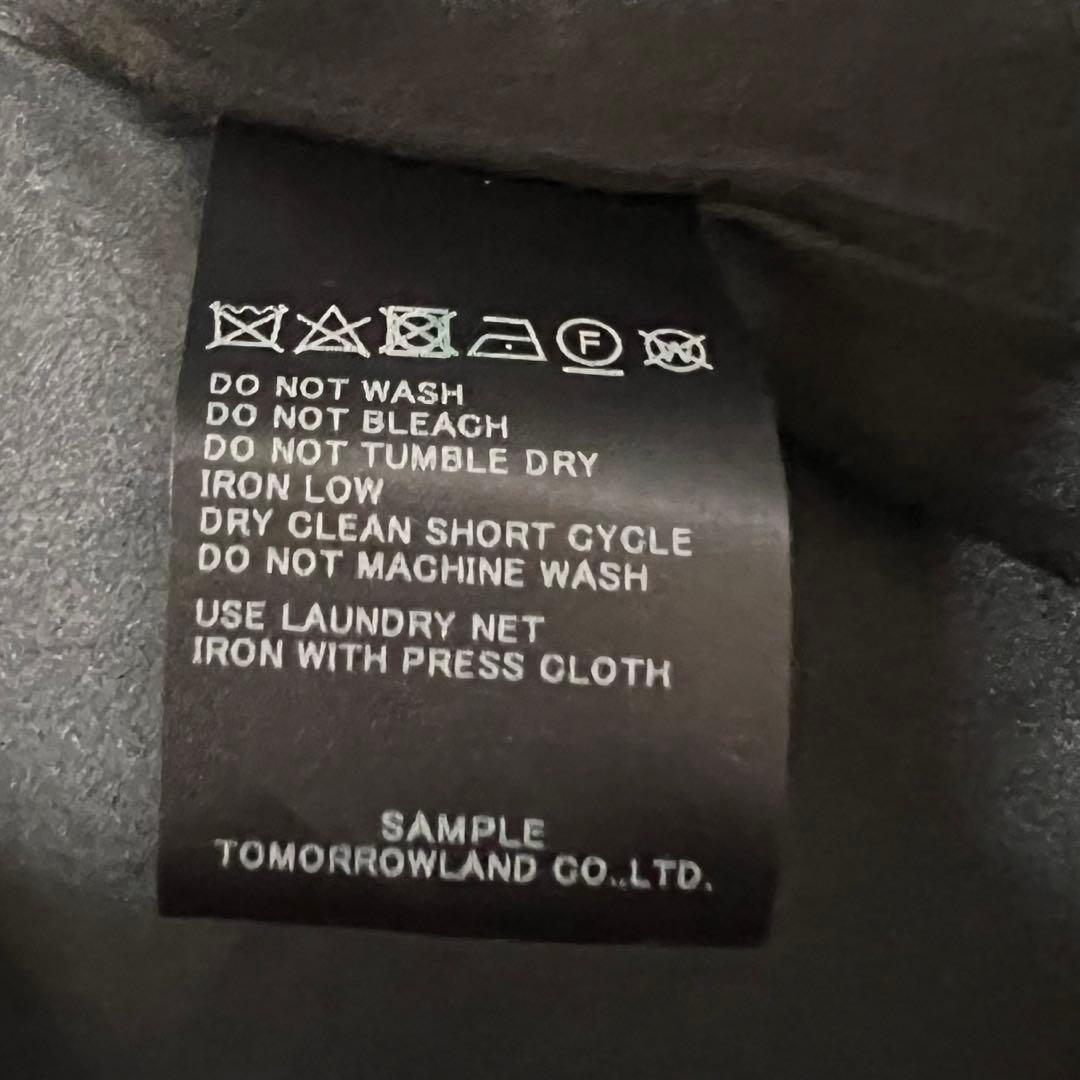 F W
DO NOT WASH
DO NOT BLEACH
DO NOT TUMBLE DRY
IRON LOW
DRY CLEAN SHORT CYCLE
DO NOT MACHINE WASH
USE LAUNDRY NET
IRON WITH PRESS CLOTH
SAMPLE
TOMORROWLAND CO.,LTD.